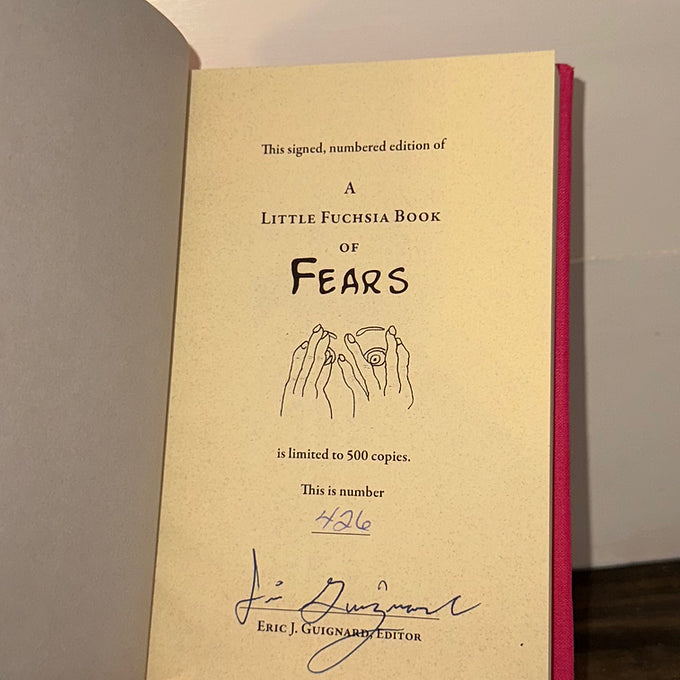 This signed, numbered edition of
A
Little Fuchsia Book
of
Fears
is limited to 500 copies.
This is number
426
Eric J. Guignard, Editor